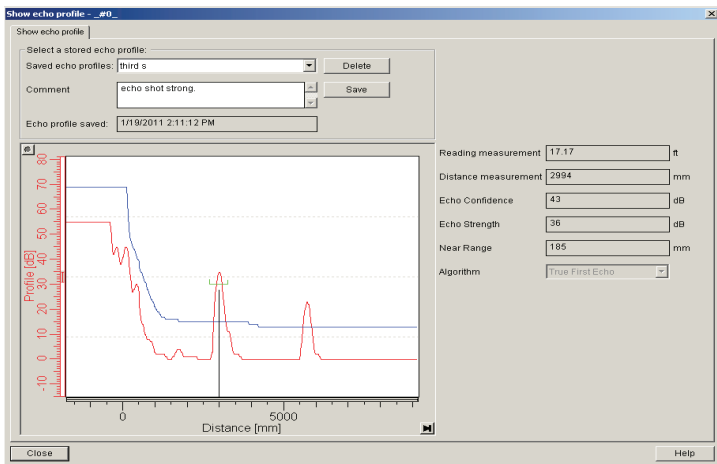 Show echo profile - _#0_
Show echo profile
Select a stored echo profile:
Saved echo profiles: third s Delete
Comment echo shot strong. Save
Echo profile saved: 1/19/2011 2:11:12 PM
Reading measurement 17.17 ft
Distance measurement 2994 mm
Echo Confidence 43 dB
Echo Strength 36 dB
Near Range 185 mm
Algorithm True First Echo
80
70
60
50
40
30
20
10
0
-10
Profile [dB]
0 5000
Distance [mm]
Close Help